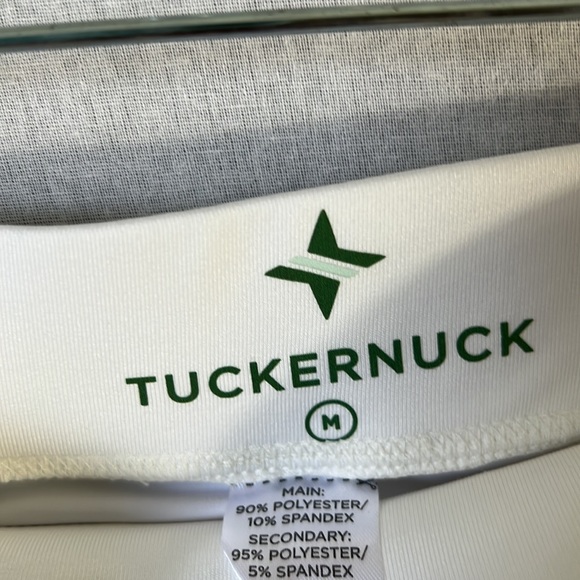 TUCKERNUCK
M
MAIN:
90% POLYESTER/
10% SPANDEX
SECONDARY:
95% POLYESTER/
5% SPANDEX